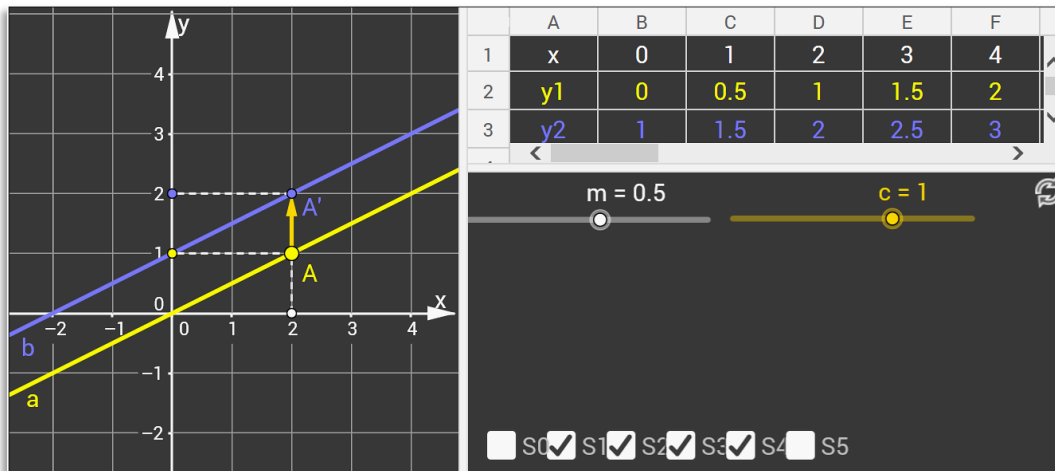 y
4
3
2
1
0
−1
−2
−2 −1 0 1 2 3 4
x
A'
A
b
a
A B C D E F
1 x 0 1 2 3 4
2 y1 0 0.5 1 1.5 2
3 y2 1 1.5 2 2.5 3
m = 0.5 c = 1
S0 S1 S2 S3 S4 S5